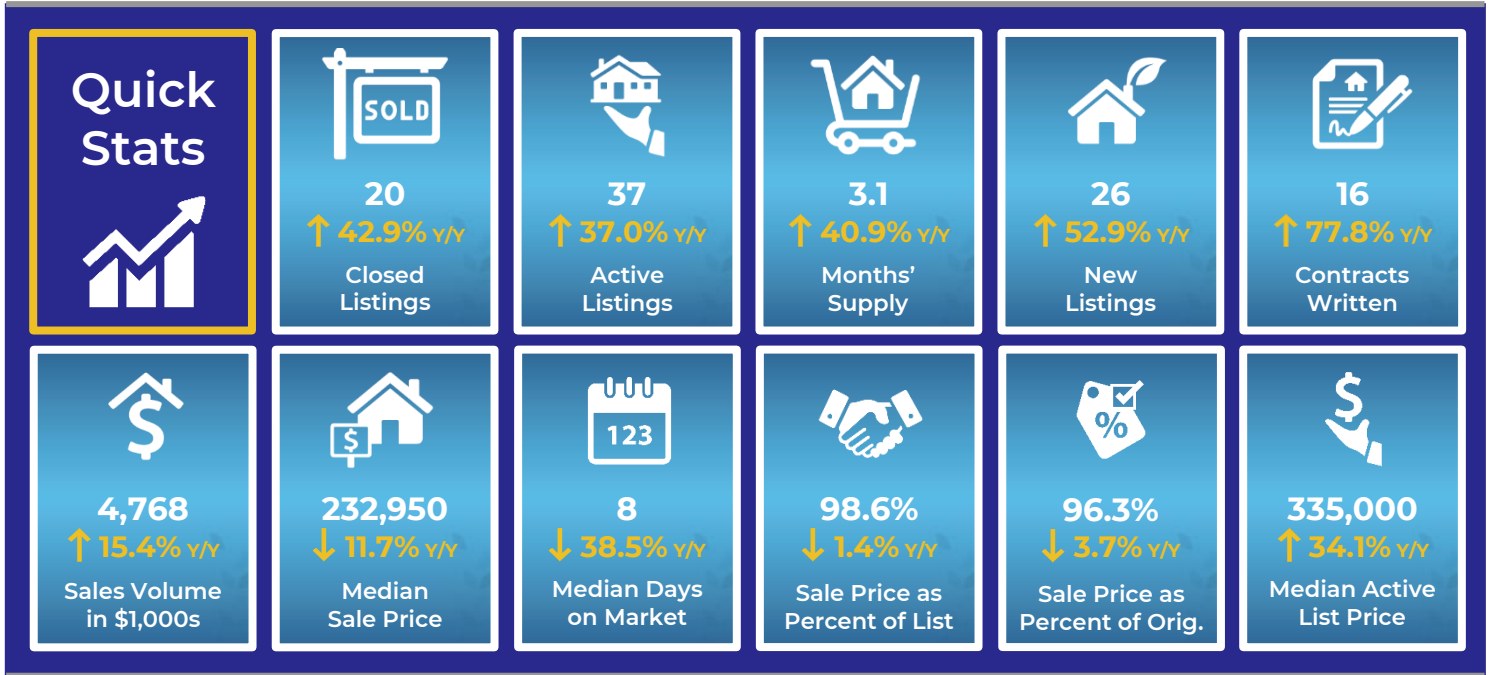 Quick
Stats
SOLD
20
↑ 42.9% Y/Y
Closed
Listings
37
↑ 37.0% Y/Y
Active
Listings
3.1
↑ 40.9% Y/Y
Months’
Supply
26
↑ 52.9% Y/Y
New
Listings
16
↑ 77.8% Y/Y
Contracts
Written
$
4,768
↑ 15.4% Y/Y
Sales Volume
in $1,000s
$
232,950
↓ 11.7% Y/Y
Median
Sale Price
123
8
↓ 38.5% Y/Y
Median Days
on Market
98.6%
↓ 1.4% Y/Y
Sale Price as
Percent of List
%
96.3%
↓ 3.7% Y/Y
Sale Price as
Percent of Orig.
$
335,000
↑ 34.1% Y/Y
Median Active
List Price